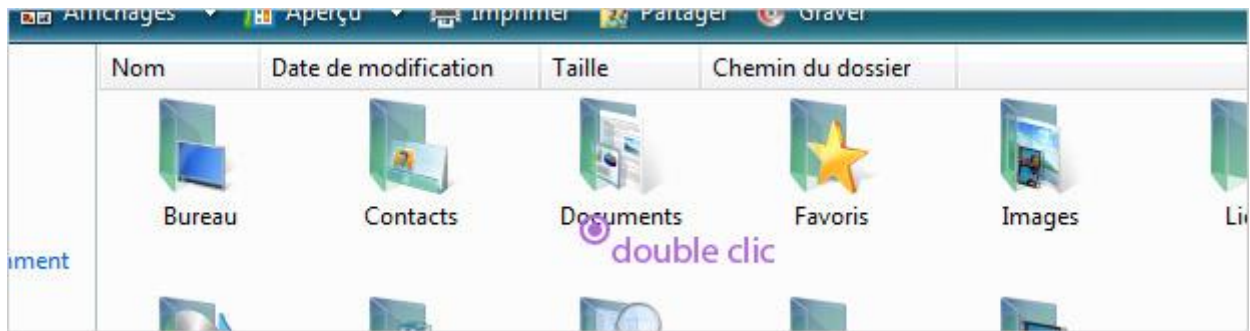 Affichages Aperçu Imprimer Partager Graver
Nom Date de modification Taille Chemin du dossier
Bureau Contacts Documents Favoris Images
double clic